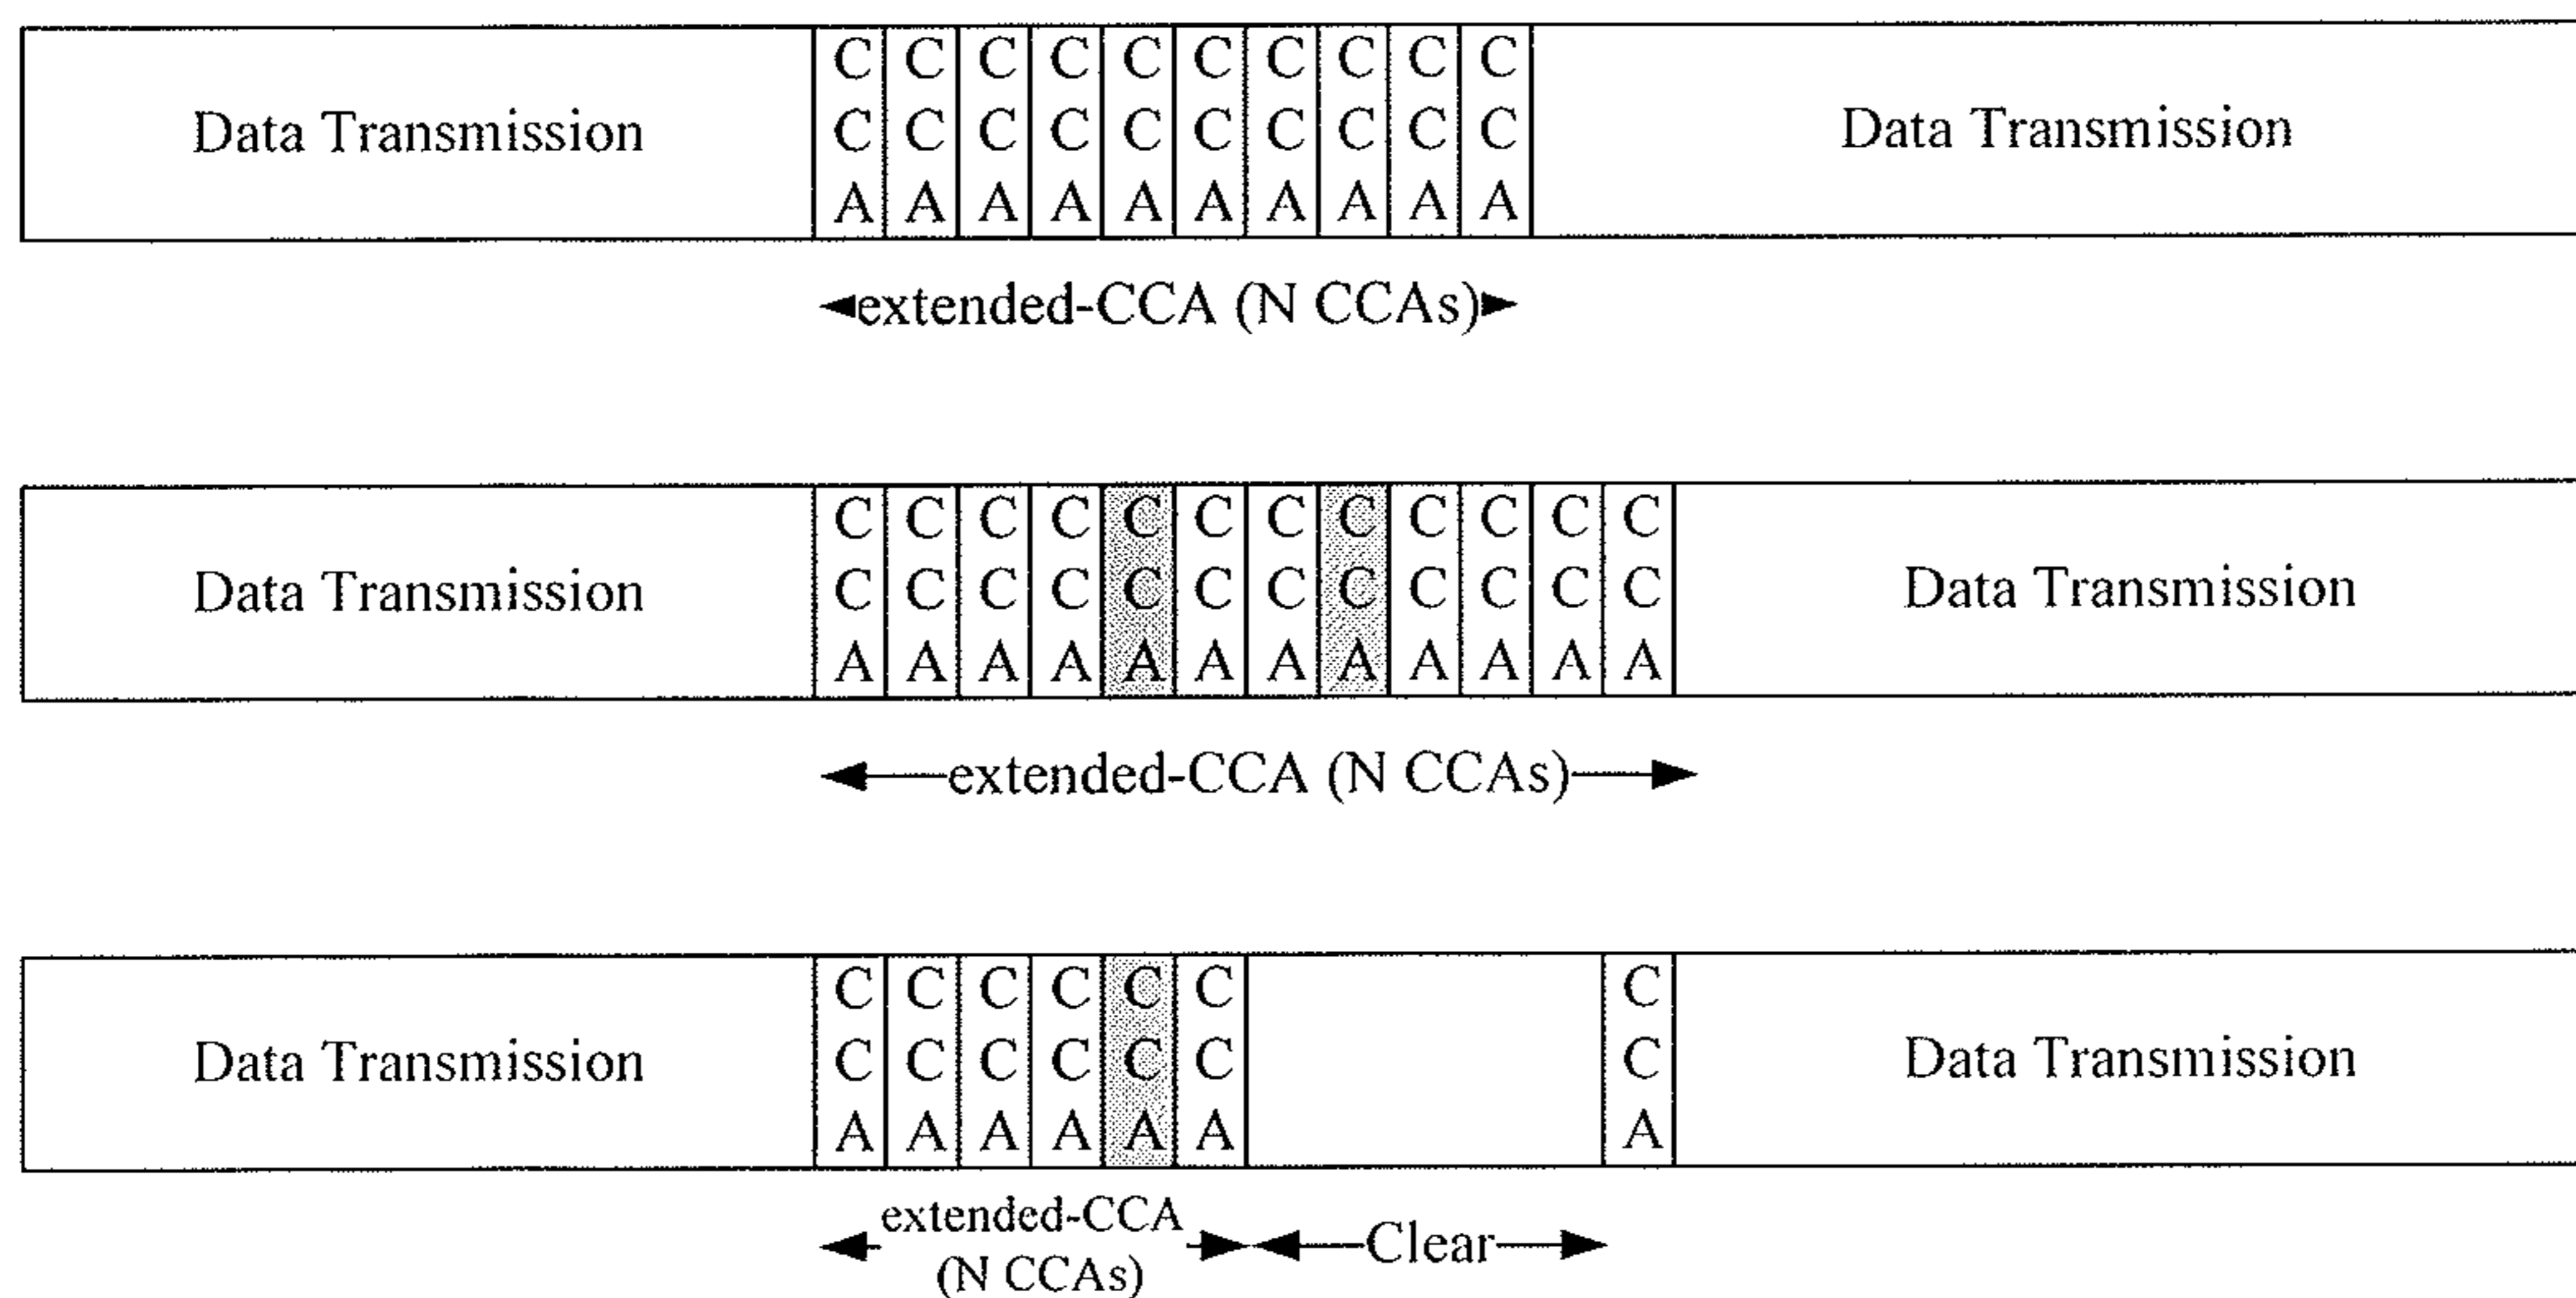 Data Transmission C C C C C C C C C C Data Transmission
C C C C C C C C C C
A A A A A A A A A A
extended-CCA (N CCAs)
Data Transmission C C C C C C C C C C C C Data Transmission
C C C C C C C C C C C C
A A A A A A A A A A A A
extended-CCA (N CCAs)
Data Transmission C C C C C C C Data Transmission
C C C C C C C
A A A A A A A
extended-CCA
(N CCAs)
Clear